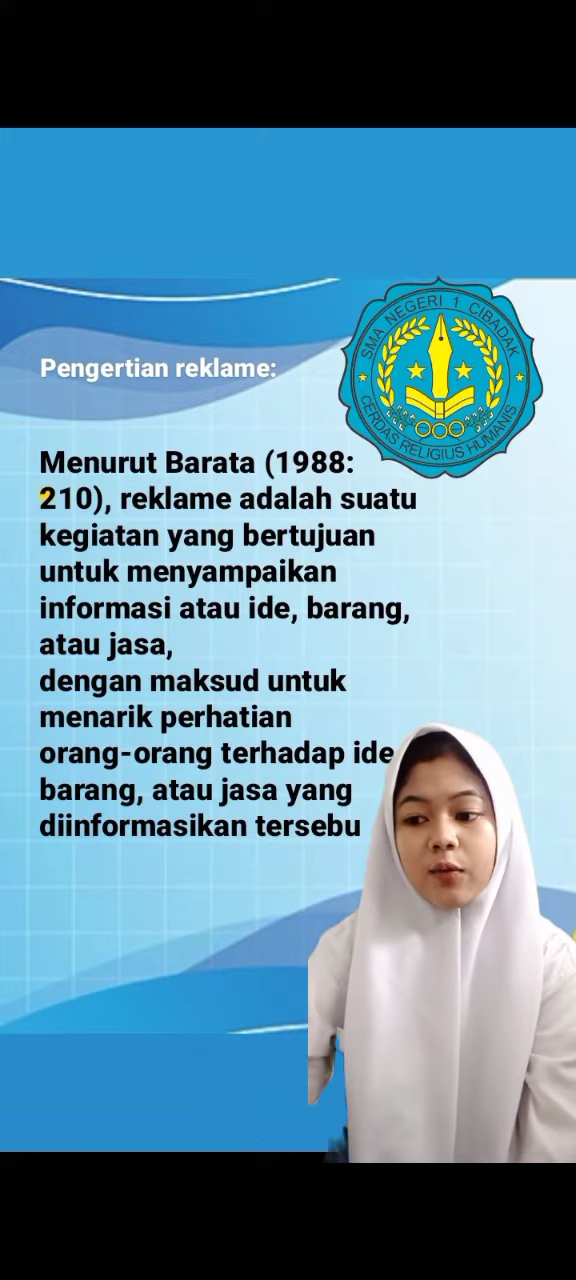 SMA NEGERI 1 CIBADAK
CERDAS RELIGIUS HUMANIS
Pengertian reklame:
Menurut Barata (1988:
210), reklame adalah suatu
kegiatan yang bertujuan
untuk menyampaikan
informasi atau ide, barang,
atau jasa,
dengan maksud untuk
menarik perhatian
orang-orang terhadap ide
barang, atau jasa yang
diinformasikan tersebu